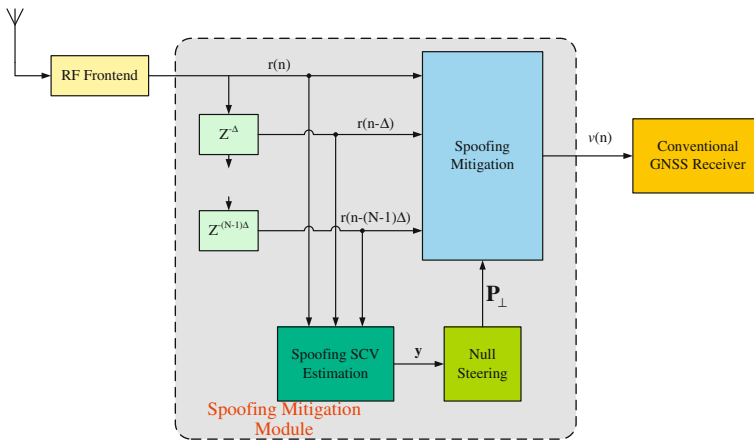 RF Frontend
r(n)
Z^-Δ
r(n-Δ)
Z^-(N-1)Δ
r(n-(N-1)Δ)
Spoofing
Mitigation
v(n)
Conventional
GNSS Receiver
P⊥
Spoofing SCV
Estimation
y
Null
Steering
Spoofing Mitigation
Module